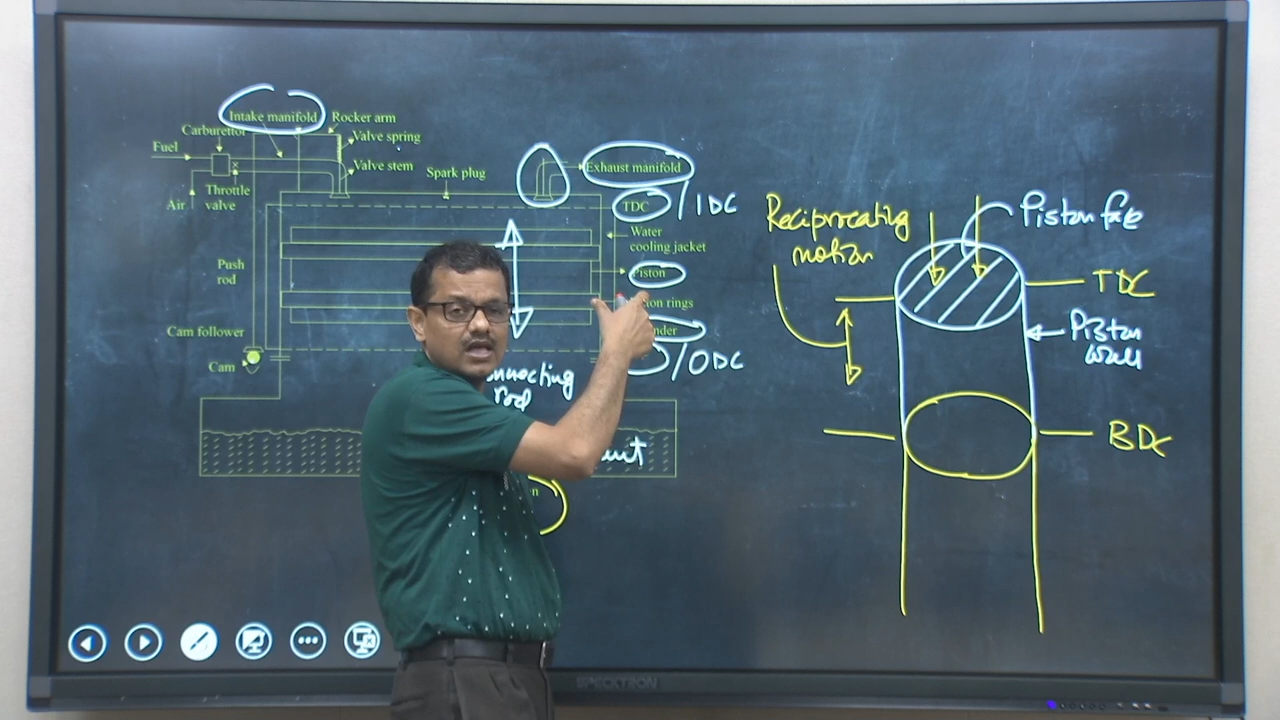 Intake manifold
Rocker arm
Carburettor
Valve spring
Fuel
Valve stem
Spark plug
Exhaust manifold
Throttle
valve
Air
TDC / IDC
Water
cooling jacket
Push
rod
Piston
rings
Cam follower
Cam
/ ODC
rod
Reciprocating
motion
Piston face
TDC
Piston
wall
BDC
SPECKTRON